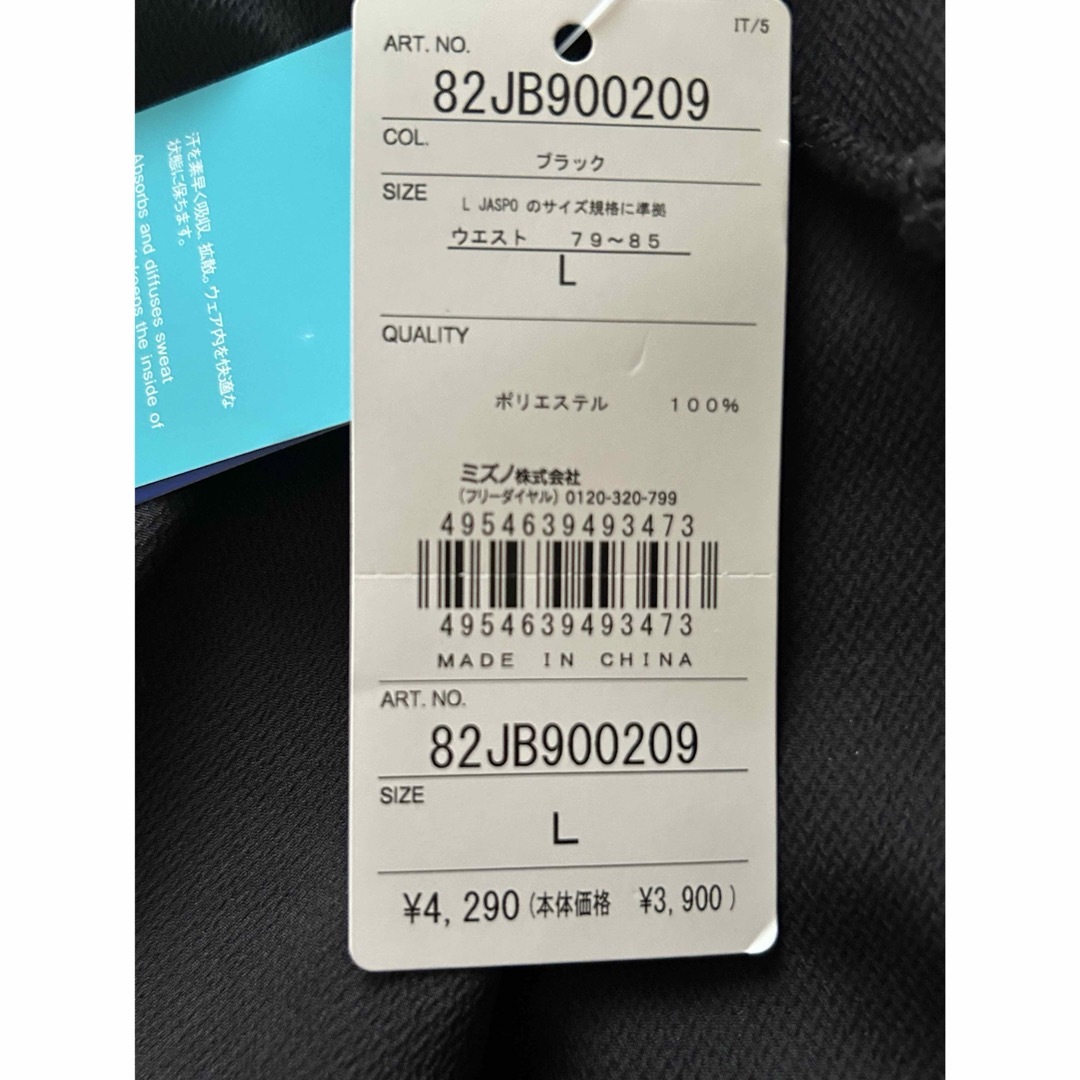 IT/5
ART. NO.
82JB900209
COL.
ブラック
SIZE
L JASPO のサイズ規格に準拠
ウエスト 79～85
L
QUALITY
ポリエステル 100%
ミズノ株式会社
(フリーダイヤル) 0120-320-799
4954639493473
4954639493473
MADE IN CHINA
ART. NO.
82JB900209
SIZE
L
¥4,290 (本体価格 ¥3,900)
汗を素早く吸収、拡散。ウェア内を快適な
状態に保ちます。
Absorbs and diffuses sweat
keeps the inside of